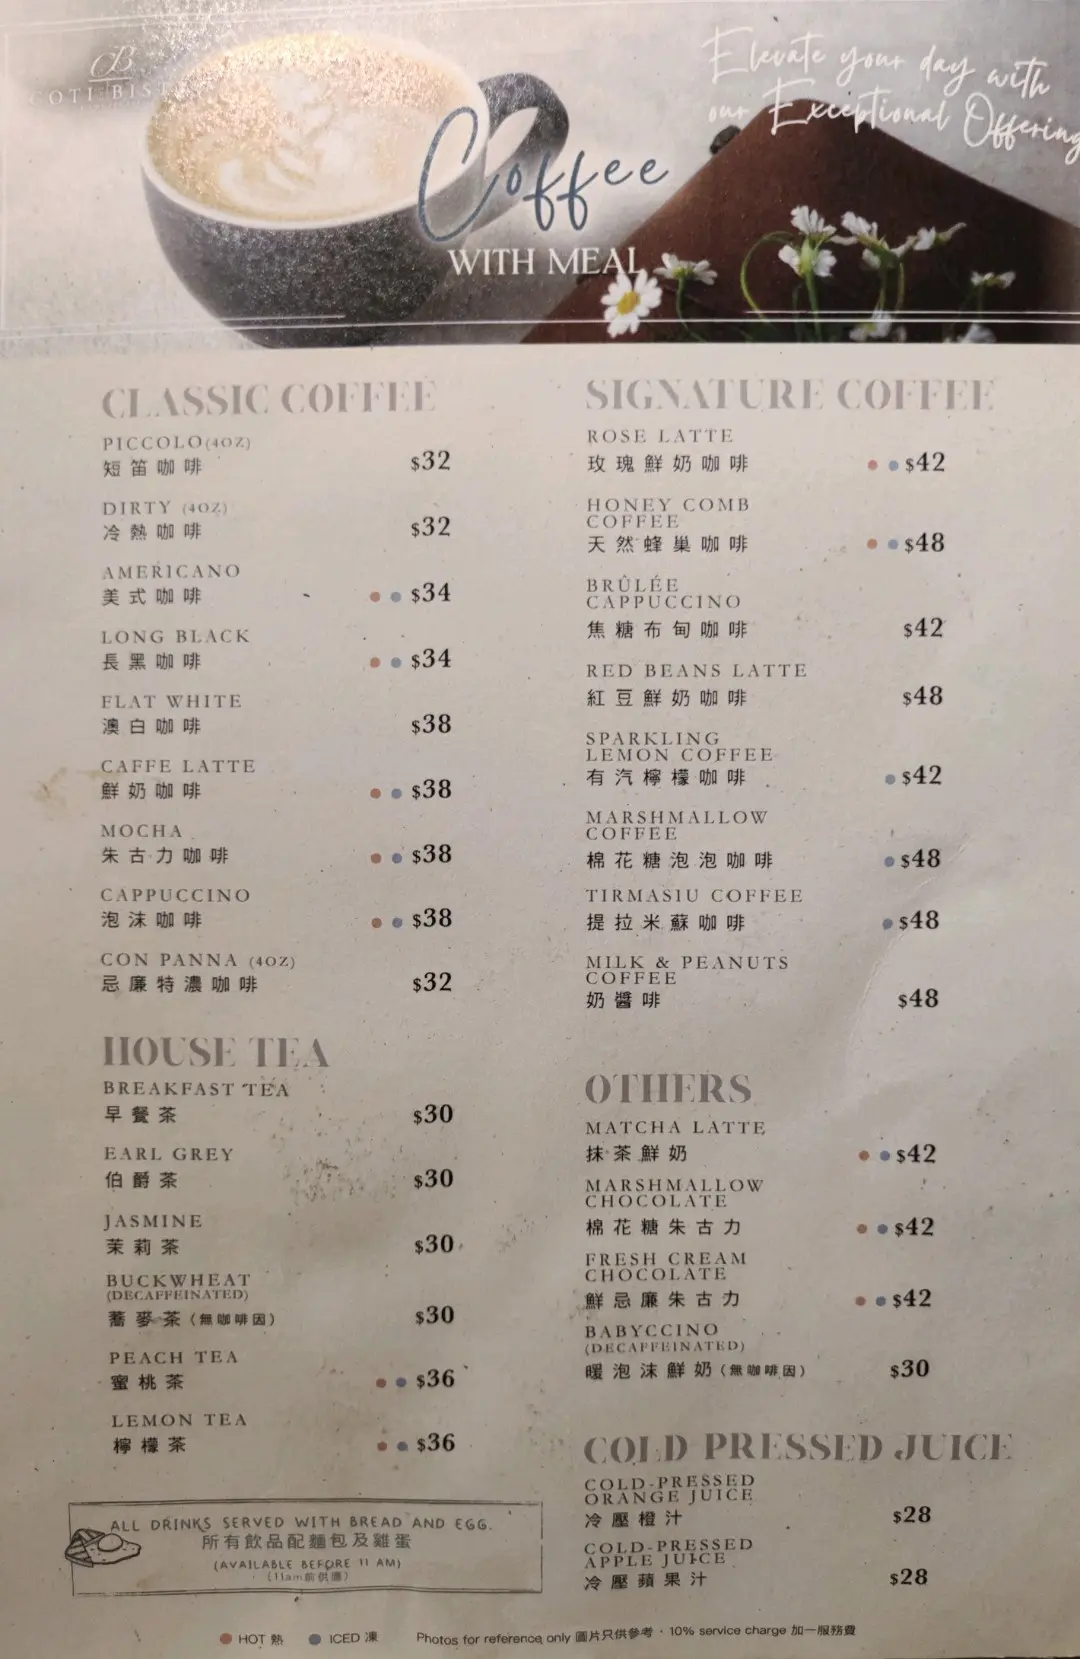 CB
COTI BIST
Elevate your day with
our Exceptional Offering
Coffee
WITH MEAL
CLASSIC COFFEE
PICCOLO(4OZ)
短笛咖啡 $32
DIRTY (4OZ)
冷熱咖啡 $32
AMERICANO
美式咖啡 $34
LONG BLACK
長黑咖啡 $34
FLAT WHITE
澳白咖啡 $38
CAFFE LATTE
鮮奶咖啡 $38
MOCHA
朱古力咖啡 $38
CAPPUCCINO
泡沫咖啡 $38
CON PANNA (4OZ)
忌廉特濃咖啡 $32
HOUSE TEA
BREAKFAST TEA
早餐茶 $30
EARL GREY
伯爵茶 $30
JASMINE
茉莉茶 $30
BUCKWHEAT
(DECAFFEINATED)
蕎麥茶(無咖啡因) $30
PEACH TEA
蜜桃茶 $36
LEMON TEA
檸檬茶 $36
ALL DRINKS SERVED WITH BREAD AND EGG.
所有飲品配麵包及雞蛋
(AVAILABLE BEFORE 11 AM)
(11am前供應)
SIGNATURE COFFEE
ROSE LATTE
玫瑰鮮奶咖啡 $42
HONEY COMB
COFFEE
天然蜂巢咖啡 $48
BRÛLÉE
CAPPUCCINO
焦糖布甸咖啡 $42
RED BEANS LATTE
紅豆鮮奶咖啡 $48
SPARKLING
LEMON COFFEE
有汽檸檬咖啡 $42
MARSHMALLOW
COFFEE
棉花糖泡泡咖啡 $48
TIRMASIU COFFEE
提拉米蘇咖啡 $48
MILK & PEANUTS
COFFEE
奶醬啡 $48
OTHERS
MATCHA LATTE
抹茶鮮奶 $42
MARSHMALLOW
CHOCOLATE
棉花糖朱古力 $42
FRESH CREAM
CHOCOLATE
鮮忌廉朱古力 $42
BABYCCINO
(DECAFFEINATED)
暖泡沫鮮奶(無咖啡因) $30
COLD PRESSED JUICE
COLD-PRESSED
ORANGE JUICE
冷壓橙汁 $28
COLD-PRESSED
APPLE JUICE
冷壓蘋果汁 $28
HOT 熱 ICED 凍 Photos for reference only 圖片只供參考 · 10% service charge 加一服務費